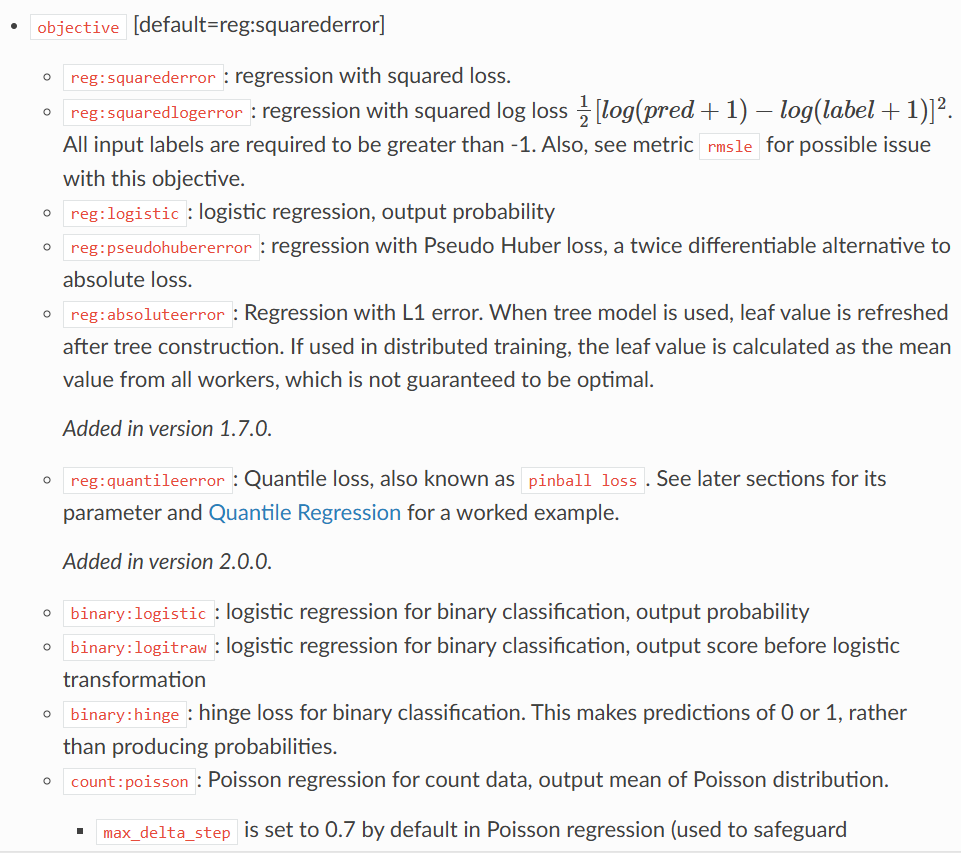 objective [default=reg:squarederror]
reg:squarederror : regression with squared loss.
reg:squaredlogerror : regression with squared log loss ½[log(pred + 1) − log(label + 1)]².
All input labels are required to be greater than -1. Also, see metric rmsle for possible issue
with this objective.
reg:logistic : logistic regression, output probability
reg:pseudohubererror : regression with Pseudo Huber loss, a twice differentiable alternative to
absolute loss.
reg:absoluteerror : Regression with L1 error. When tree model is used, leaf value is refreshed
after tree construction. If used in distributed training, the leaf value is calculated as the mean
value from all workers, which is not guaranteed to be optimal.
Added in version 1.7.0.
reg:quantileerror : Quantile loss, also known as pinball loss . See later sections for its
parameter and Quantile Regression for a worked example.
Added in version 2.0.0.
binary:logistic : logistic regression for binary classification, output probability
binary:logitraw : logistic regression for binary classification, output score before logistic
transformation
binary:hinge : hinge loss for binary classification. This makes predictions of 0 or 1, rather
than producing probabilities.
count:poisson : Poisson regression for count data, output mean of Poisson distribution.
max_delta_step is set to 0.7 by default in Poisson regression (used to safeguard